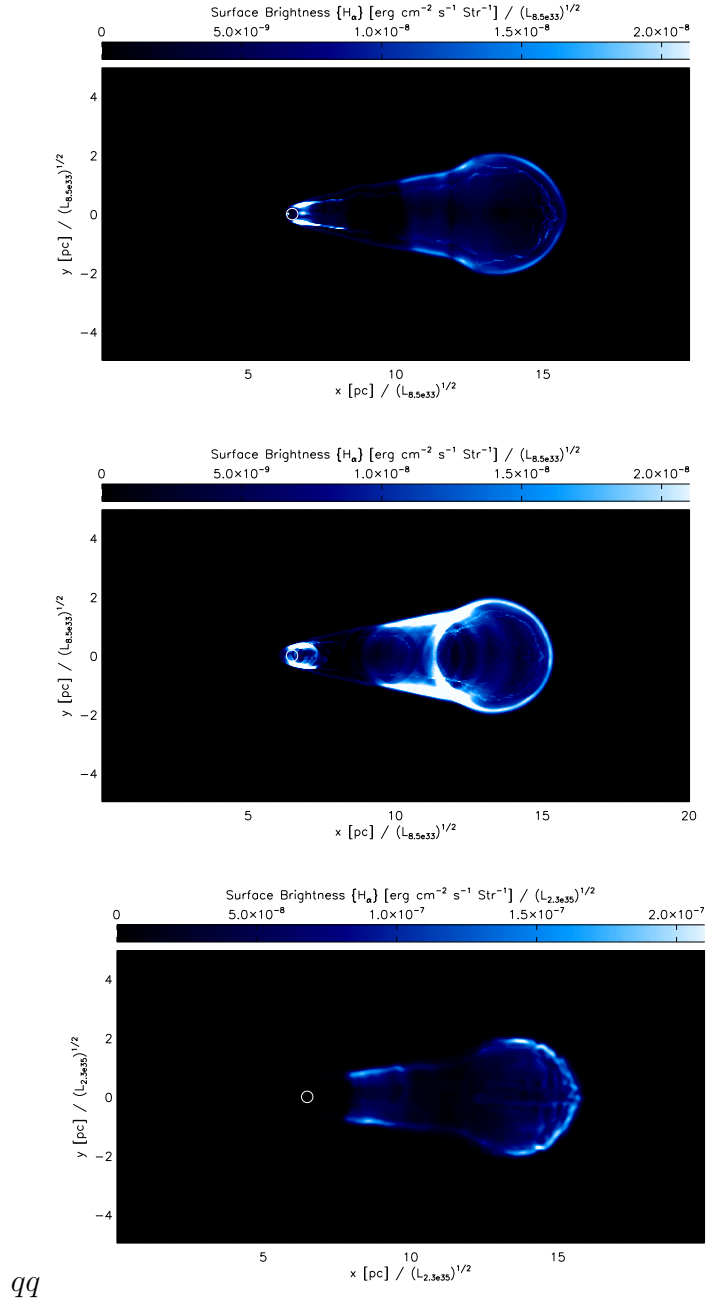 Surface Brightness {Hα} [erg cm⁻² s⁻¹ Str⁻¹] / (L₈.₅ₑ₃₃)^1/2
0 5.0×10⁻⁹ 1.0×10⁻⁸ 1.5×10⁻⁸ 2.0×10⁻⁸
y [pc] / (L₈.₅ₑ₃₃)^1/2
4
2
0
−2
−4
5 10 15
x [pc] / (L₈.₅ₑ₃₃)^1/2
Surface Brightness {Hα} [erg cm⁻² s⁻¹ Str⁻¹] / (L₈.₅ₑ₃₃)^1/2
0 5.0×10⁻⁹ 1.0×10⁻⁸ 1.5×10⁻⁸ 2.0×10⁻⁸
y [pc] / (L₈.₅ₑ₃₃)^1/2
4
2
0
−2
−4
5 10 15 20
x [pc] / (L₈.₅ₑ₃₃)^1/2
Surface Brightness {Hα} [erg cm⁻² s⁻¹ Str⁻¹] / (L₂.₃ₑ₃₅)^1/2
0 5.0×10⁻⁸ 1.0×10⁻⁷ 1.5×10⁻⁷ 2.0×10⁻⁷
y [pc] / (L₂.₃ₑ₃₅)^1/2
4
2
0
−2
−4
5 10 15
x [pc] / (L₂.₃ₑ₃₅)^1/2
qq